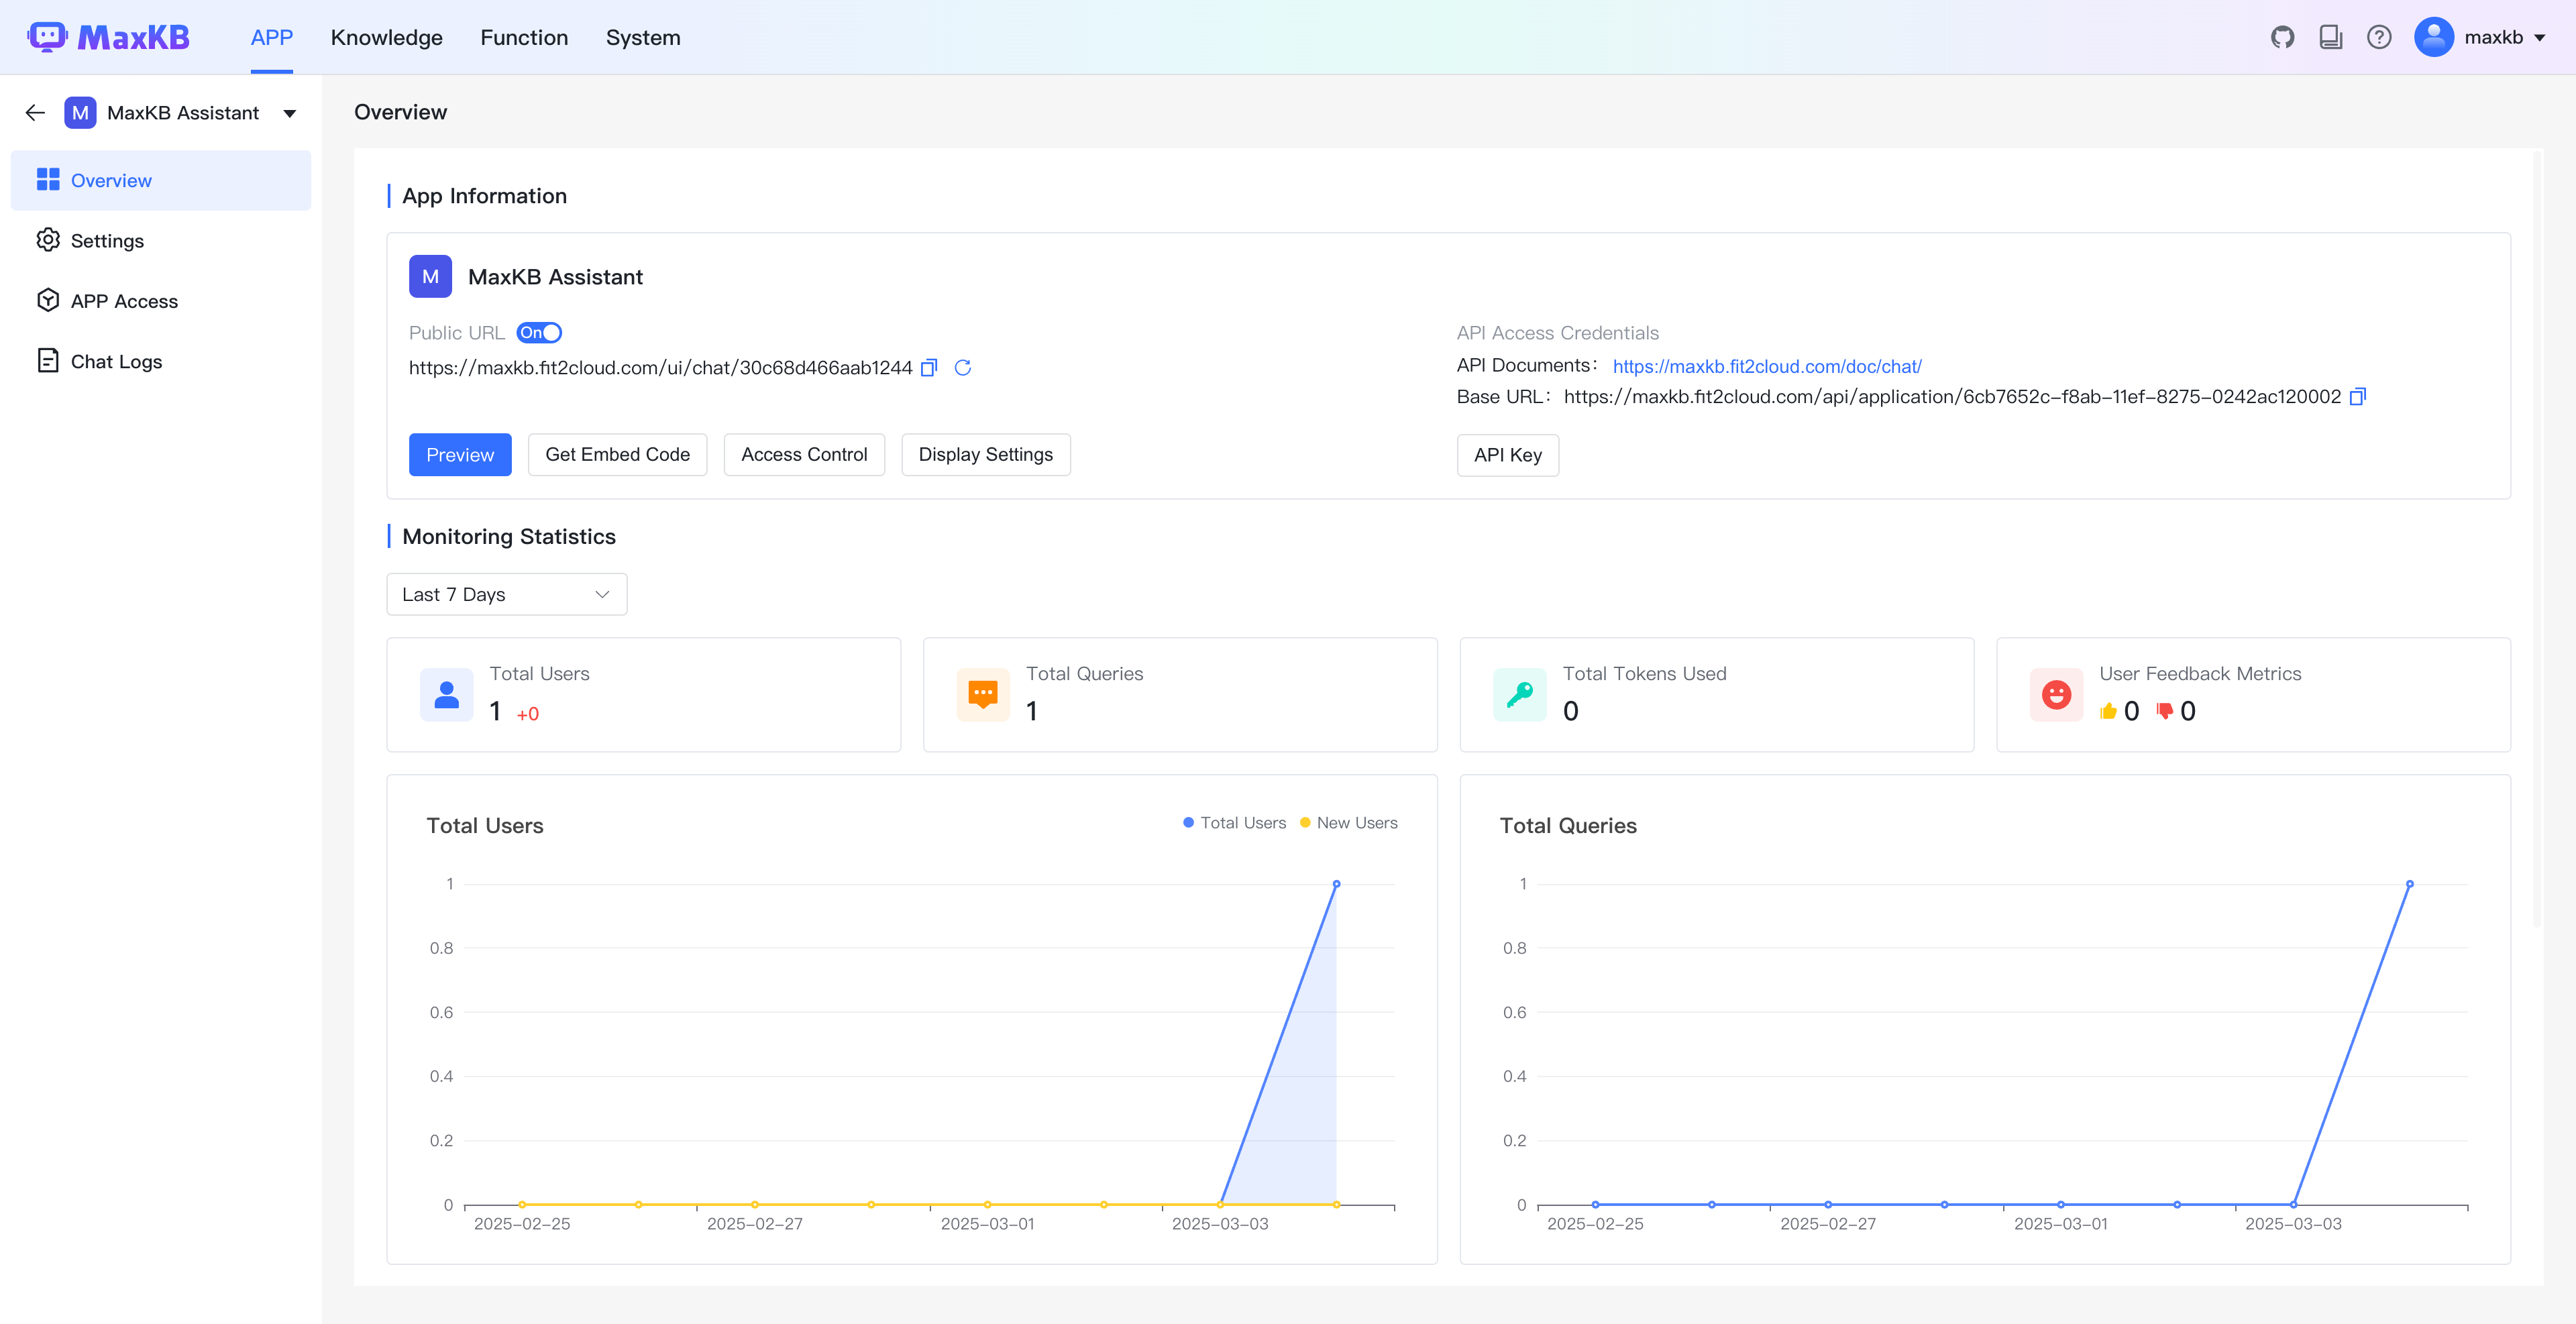 MaxKB APP Knowledge Function System maxkb
M MaxKB Assistant
Overview
Settings
APP Access
Chat Logs
Overview
App Information
M MaxKB Assistant
Public URL On
https://maxkb.fit2cloud.com/ui/chat/30c68d466aab1244
Preview Get Embed Code Access Control Display Settings
API Access Credentials
API Documents: https://maxkb.fit2cloud.com/doc/chat/
Base URL: https://maxkb.fit2cloud.com/api/application/6cb7652c-f8ab-11ef-8275-0242ac120002
API Key
Monitoring Statistics
Last 7 Days
Total Users
1 +0
Total Queries
1
Total Tokens Used
0
User Feedback Metrics
0 0
Total Users
Total Users New Users
1
0.8
0.6
0.4
0.2
0
2025-02-25 2025-02-27 2025-03-01 2025-03-03
Total Queries
1
0.8
0.6
0.4
0.2
0
2025-02-25 2025-02-27 2025-03-01 2025-03-03